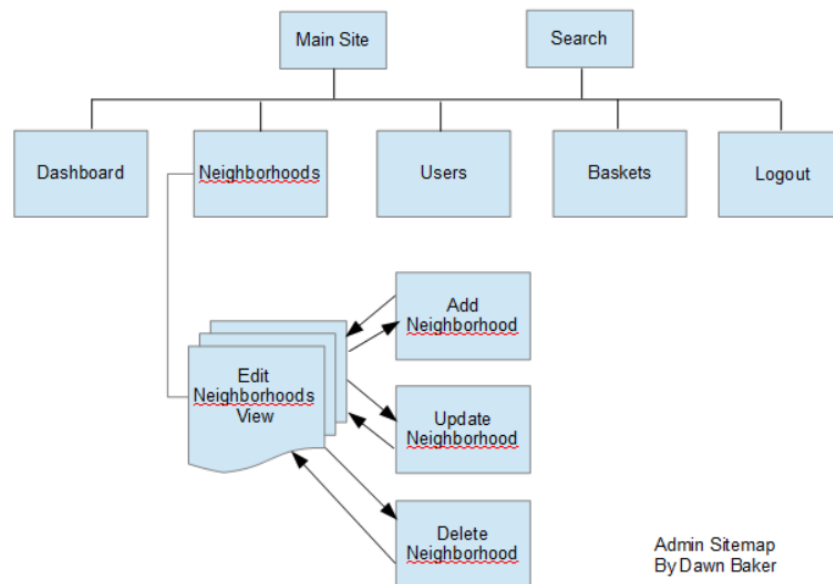 Main Site
Search
Dashboard
Neighborhoods
Users
Baskets
Logout
Add
Neighborhood
Edit
Neighborhoods
View
Update
Neighborhood
Delete
Neighborhood
Admin Sitemap
By Dawn Baker